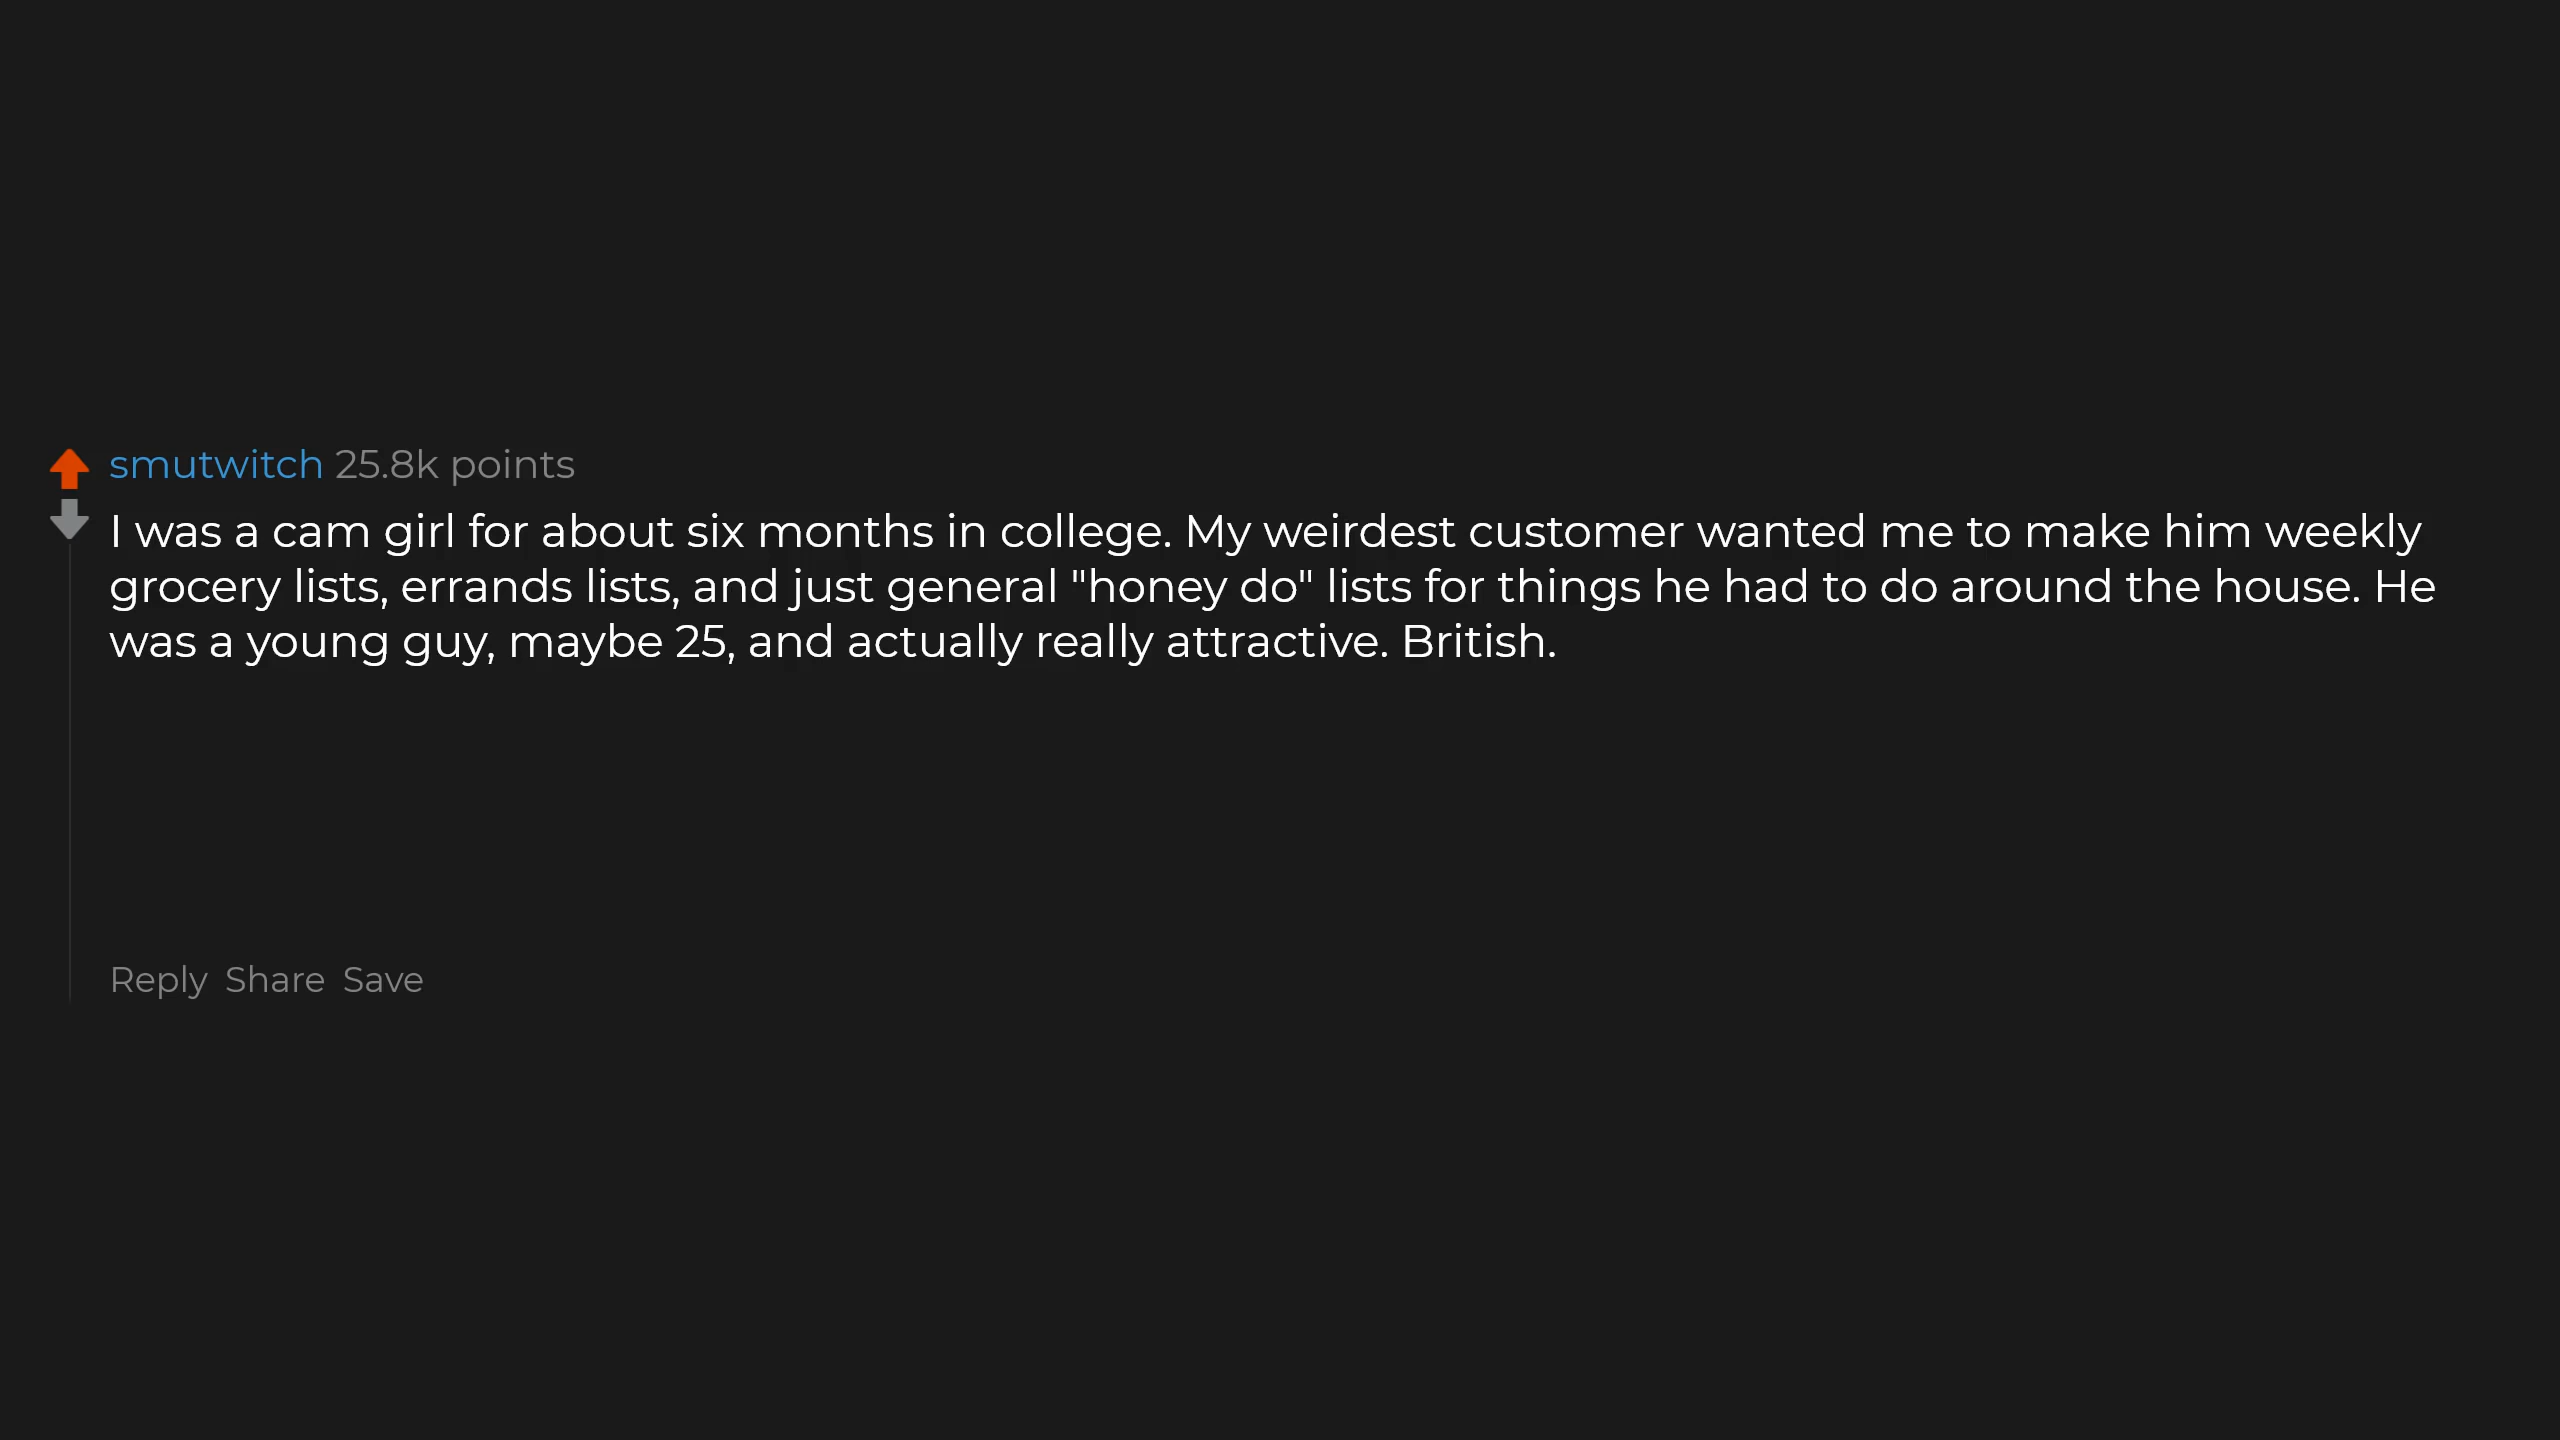 smutwitch 25.8k points
I was a cam girl for about six months in college. My weirdest customer wanted me to make him weekly
grocery lists, errands lists, and just general "honey do" lists for things he had to do around the house. He
was a young guy, maybe 25, and actually really attractive. British.
Reply Share Save